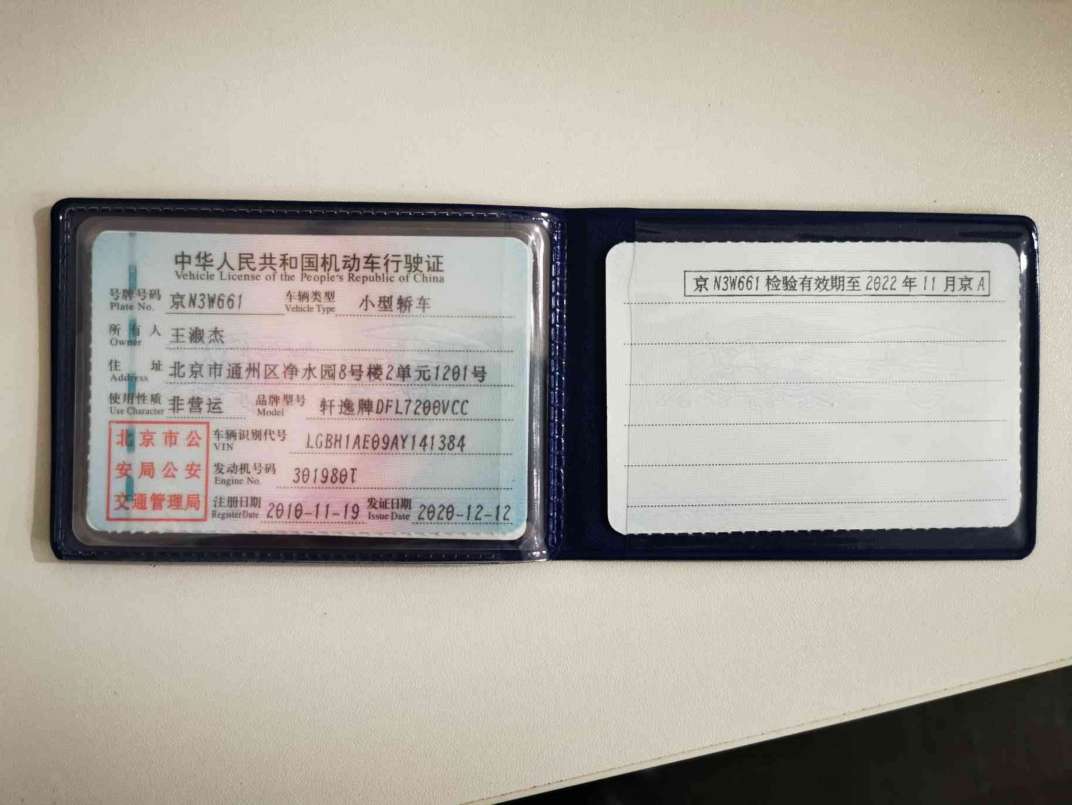 中华人民共和国机动车行驶证
Vehicle License of the People's Republic of China
号牌号码 京N3W661 车辆类型 小型轿车
Plate No. Vehicle Type
所有人 王淑杰
Owner
住址 北京市通州区净水园8号楼2单元1201号
Address
使用性质 非营运 品牌型号 轩逸牌DFL7200VCC
Use Character Model
北京市公
安局公安
交通管理局
车辆识别代号 LGBH1AE09AY141384
VIN
发动机号码 301980T
Engine No.
注册日期 2010-11-19 发证日期 2020-12-12
Register Date Issue Date
京N3W661检验有效期至2022年11月京A